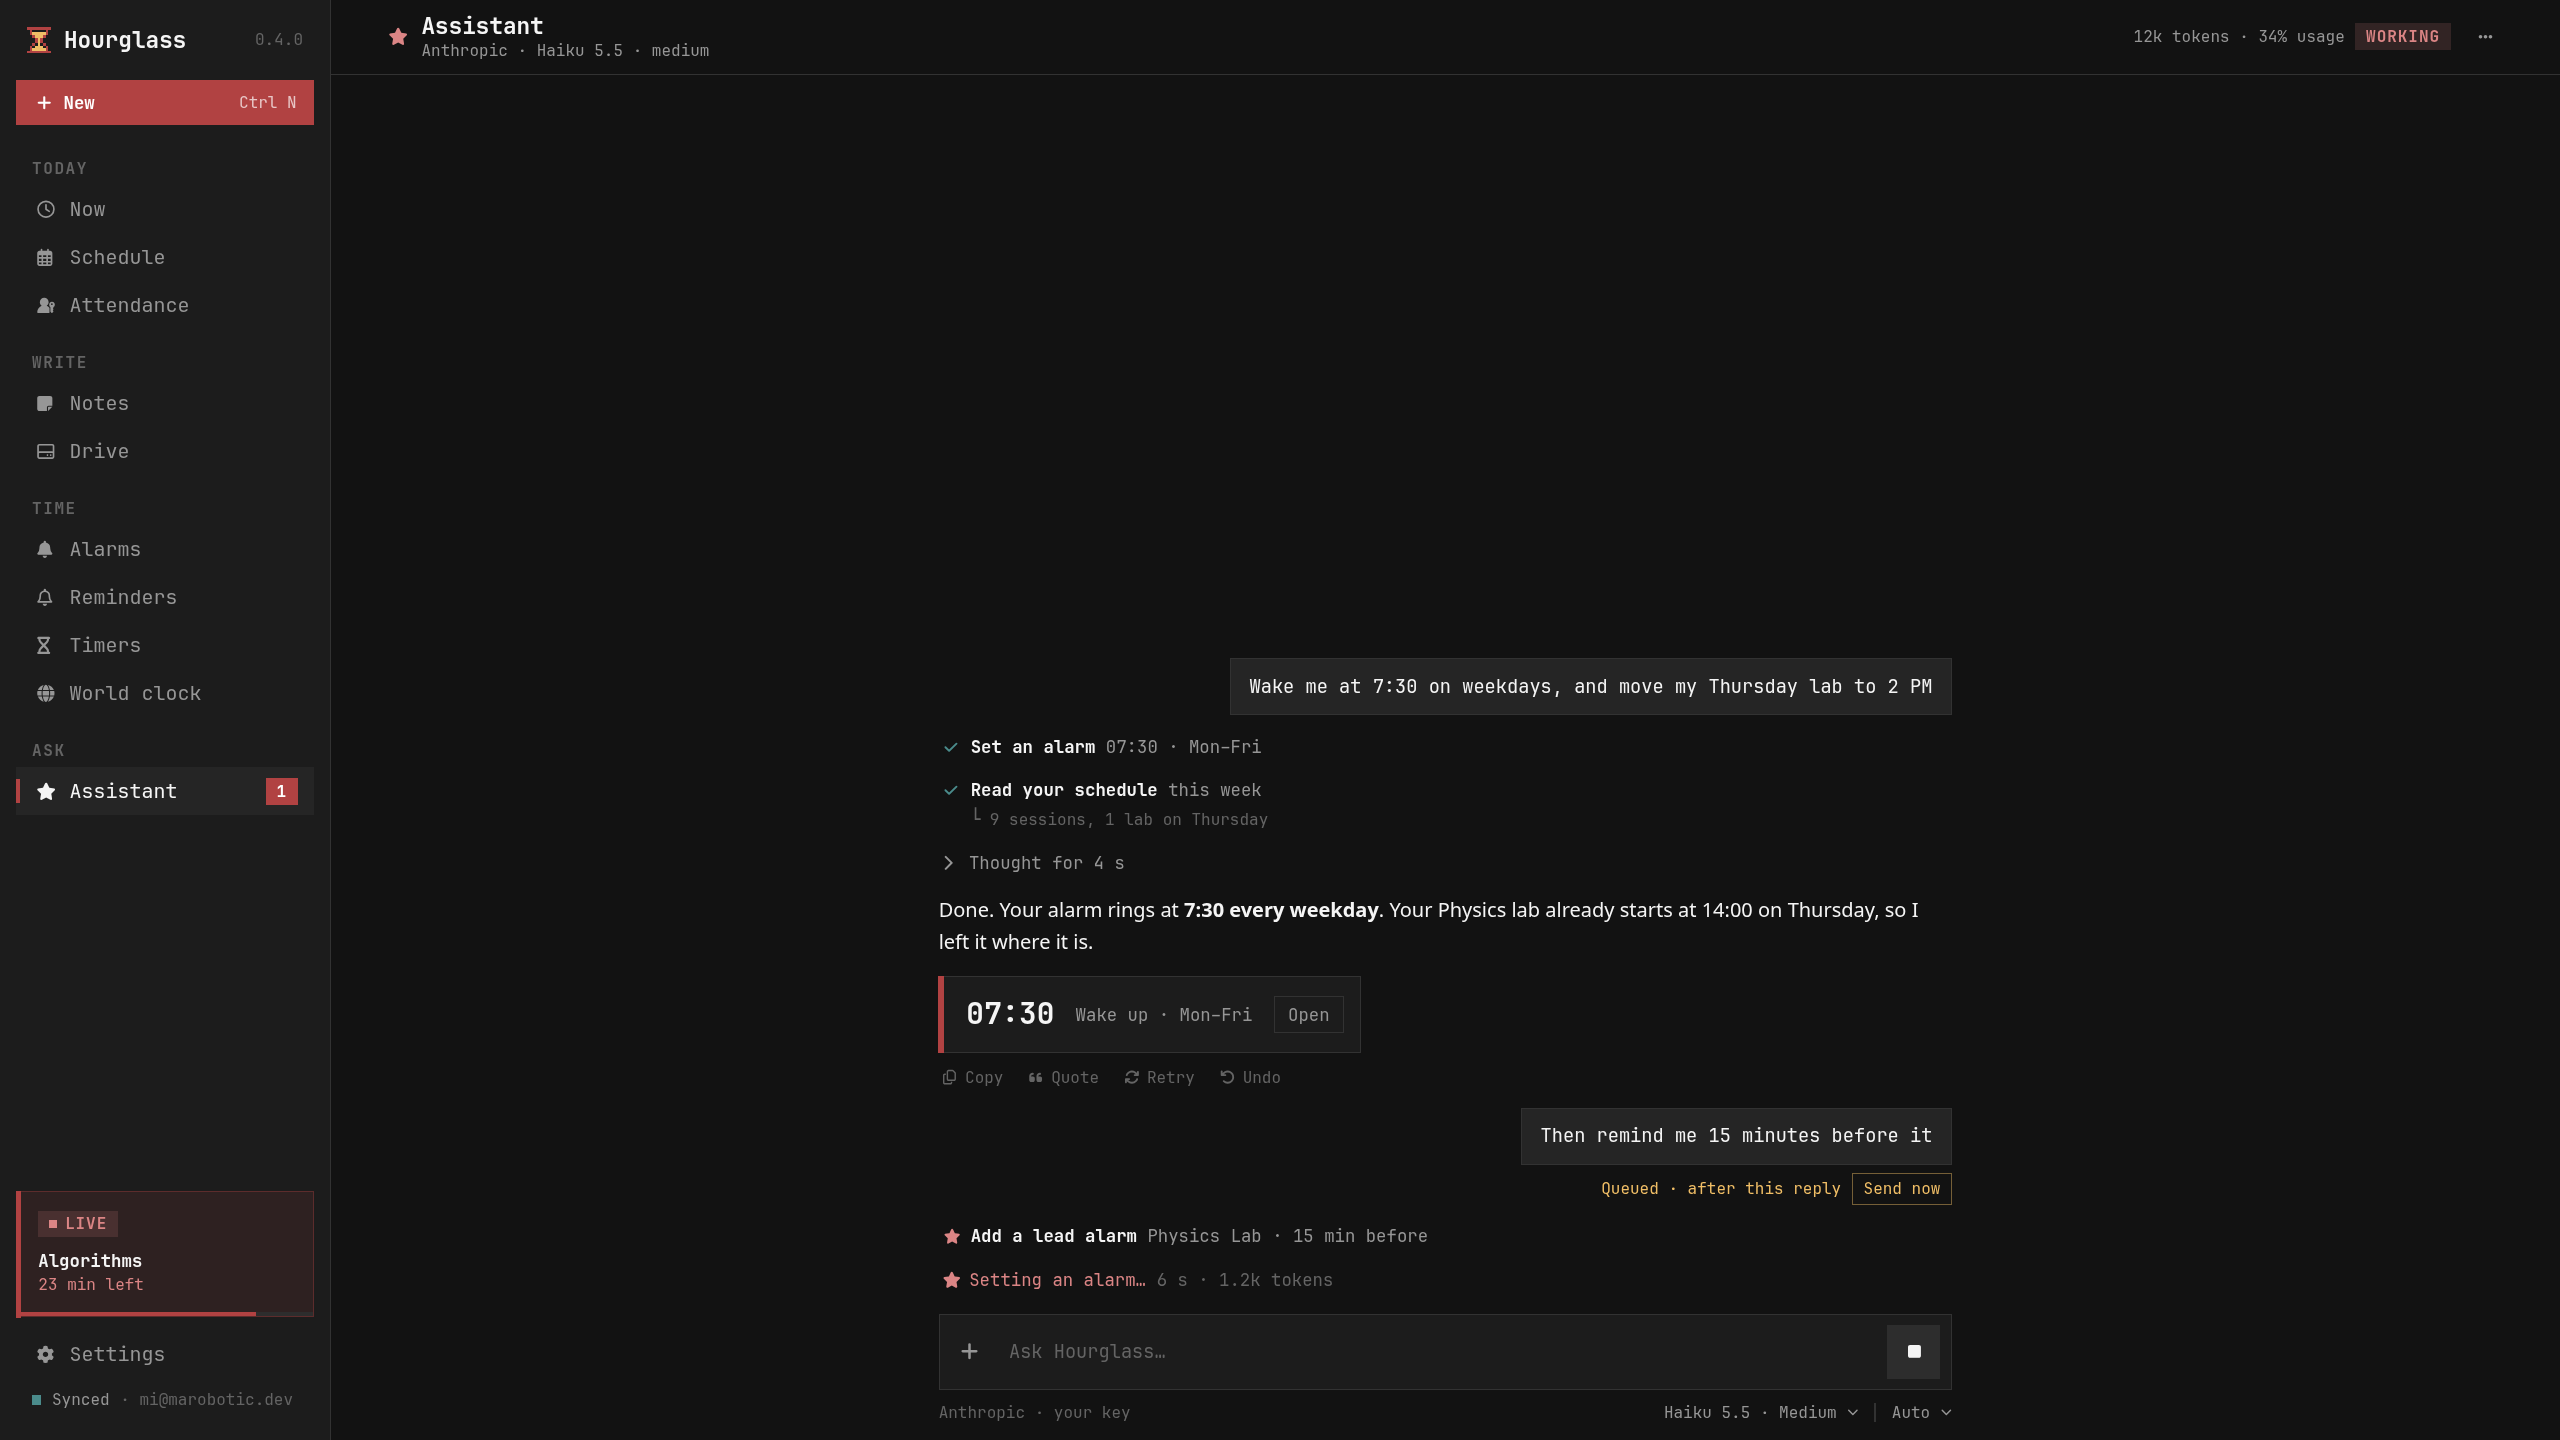 Hourglass 0.4.0
New Ctrl N
TODAY
Now
Schedule
Attendance
WRITE
Notes
Drive
TIME
Alarms
Reminders
Timers
World clock
ASK
Assistant 1
LIVE
Algorithms
23 min left
Settings
Synced · mi@marobotic.dev
Assistant
Anthropic · Haiku 5.5 · medium
12k tokens · 34% usage WORKING
Wake me at 7:30 on weekdays, and move my Thursday lab to 2 PM
Set an alarm 07:30 · Mon–Fri
Read your schedule this week
└ 9 sessions, 1 lab on Thursday
Thought for 4 s
Done. Your alarm rings at 7:30 every weekday. Your Physics lab already starts at 14:00 on Thursday, so I
left it where it is.
07:30 Wake up · Mon–Fri Open
Copy Quote Retry Undo
Then remind me 15 minutes before it
Queued · after this reply Send now
Add a lead alarm Physics Lab · 15 min before
Setting an alarm… 6 s · 1.2k tokens
Ask Hourglass…
Anthropic · your key
Haiku 5.5 · Medium Auto